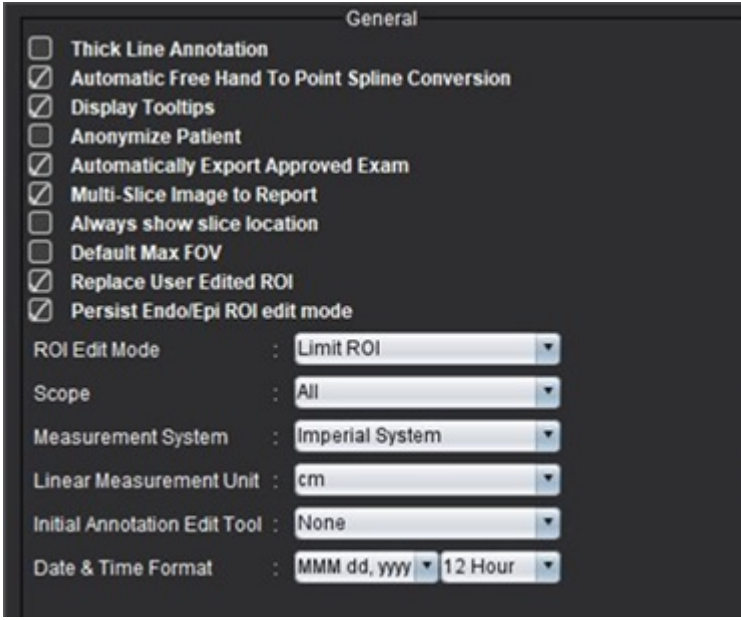 General
Thick Line Annotation
Automatic Free Hand To Point Spline Conversion
Display Tooltips
Anonymize Patient
Automatically Export Approved Exam
Multi-Slice Image to Report
Always show slice location
Default Max FOV
Replace User Edited ROI
Persist Endo/Epi ROI edit mode
ROI Edit Mode : Limit ROI
Scope : All
Measurement System : Imperial System
Linear Measurement Unit : cm
Initial Annotation Edit Tool : None
Date & Time Format : MMM dd, yyyy 12 Hour